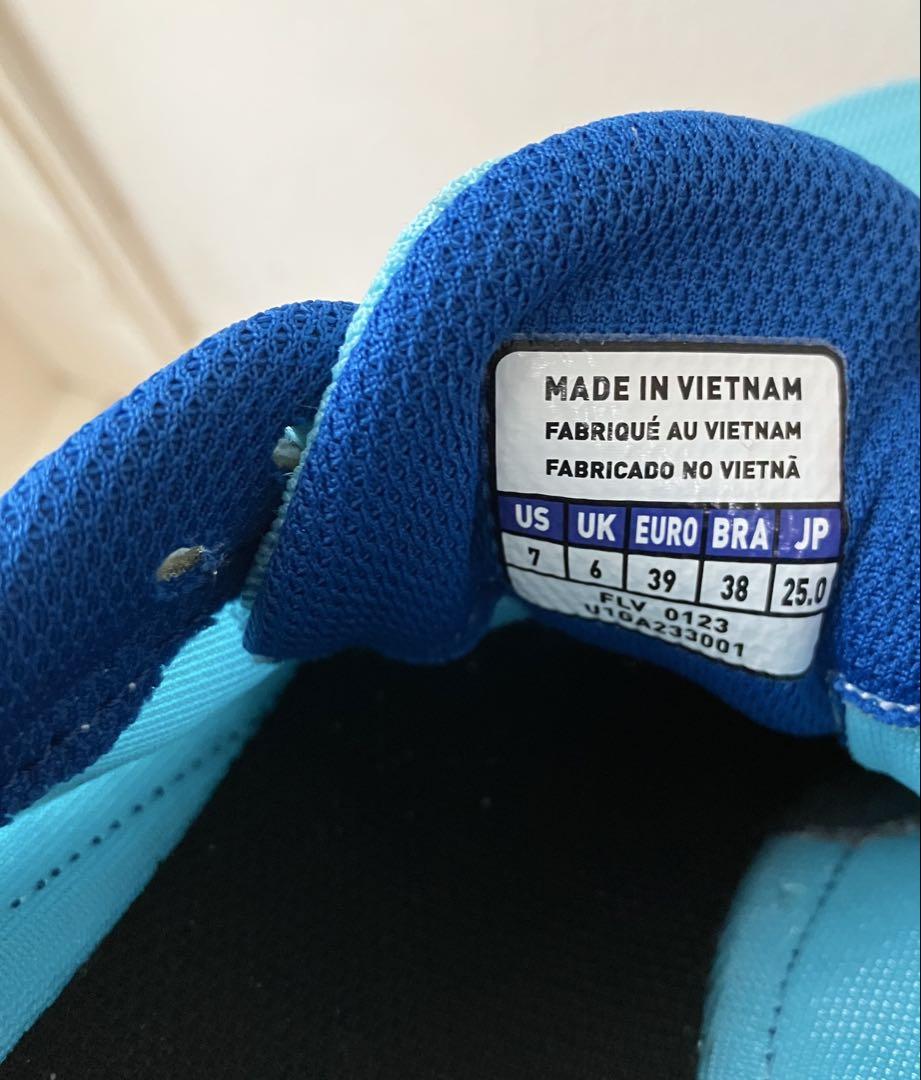 MADE IN VIETNAM
FABRIQUÉ AU VIETNAM
FABRICADO NO VIETNÃ
US UK EURO BRA JP
7 6 39 38 25.0
FLV 0123
U1GA233001